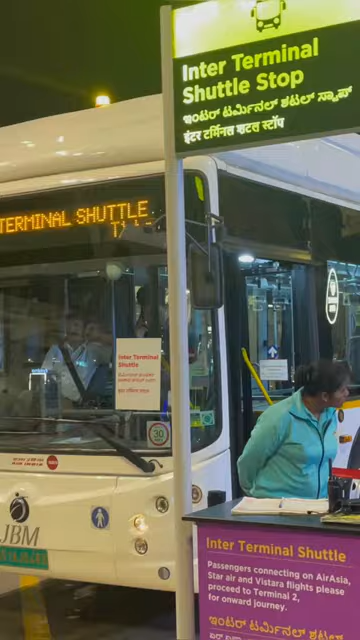 Inter Terminal
Shuttle Stop
ಇಂಟರ್ ಟರ್ಮಿನಲ್ ಶಟಲ್ ಸ್ಟಾಪ್
इंटर टर्मिनल शटल स्टॉप
TERMINAL SHUTTLE
Inter Terminal
Shuttle
30
JBM
Inter Terminal Shuttle
Passengers connecting on AirAsia,
Star air and Vistara flights please
proceed to Terminal 2,
for onward journey.
ಇಂಟರ್ ಟರ್ಮಿನಲ್ ಶಟಲ್